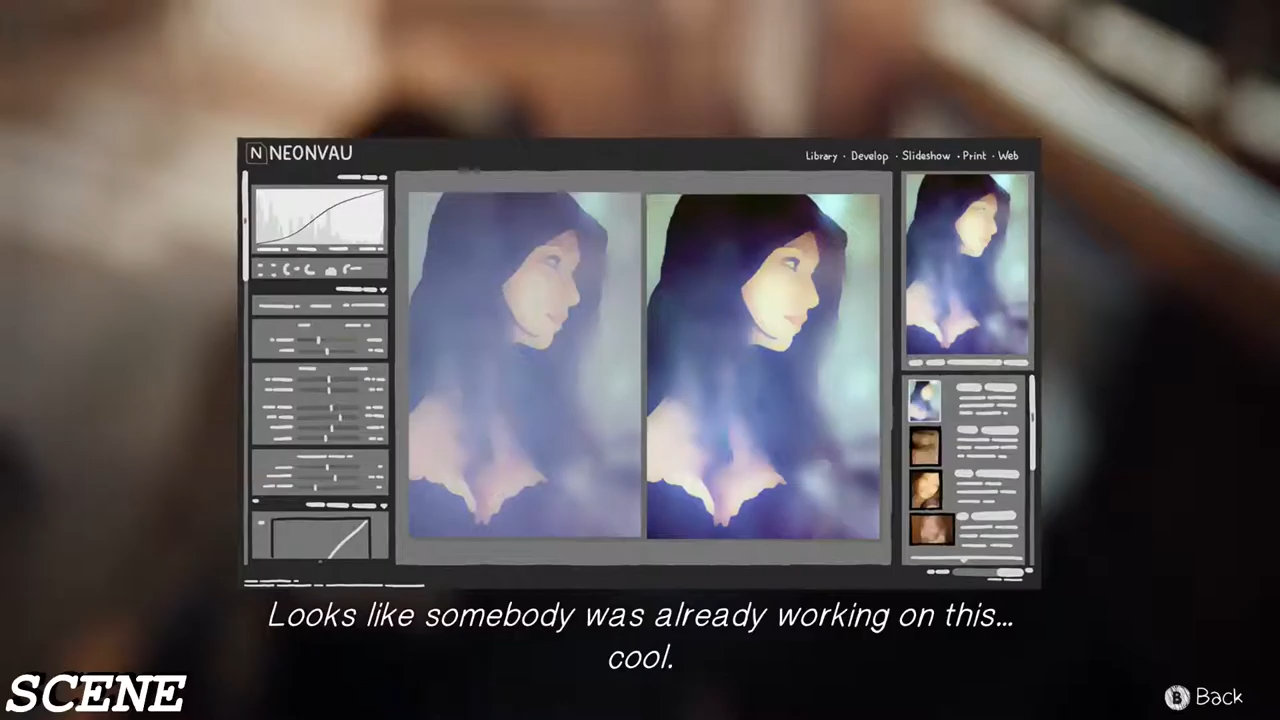 N NEONVAU
Library · Develop · Slideshow · Print · Web
Looks like somebody was already working on this...
cool.
SCENE
B Back